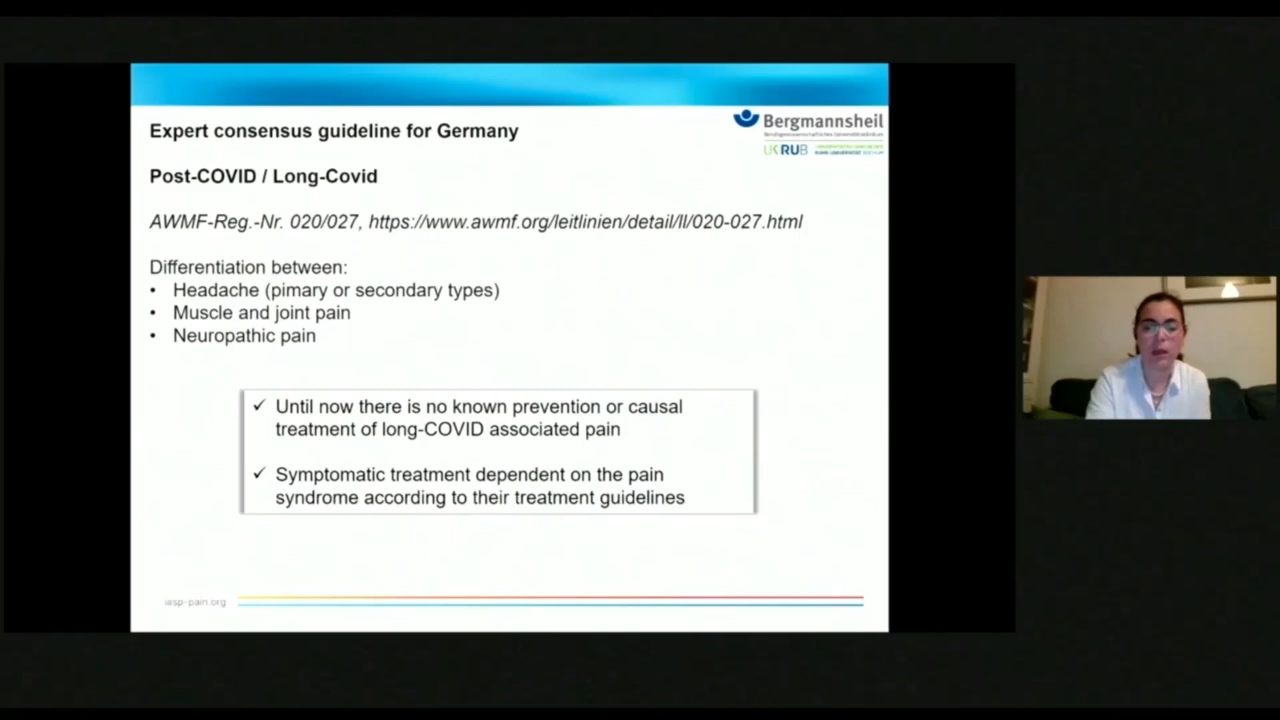 Expert consensus guideline for Germany
Bergmannsheil
UK RUB
Post-COVID / Long-Covid
AWMF-Reg.-Nr. 020/027, https://www.awmf.org/leitlinien/detail/ll/020-027.html
Differentiation between:
• Headache (pimary or secondary types)
• Muscle and joint pain
• Neuropathic pain
✓ Until now there is no known prevention or causal
treatment of long-COVID associated pain
✓ Symptomatic treatment dependent on the pain
syndrome according to their treatment guidelines
iasp-pain.org